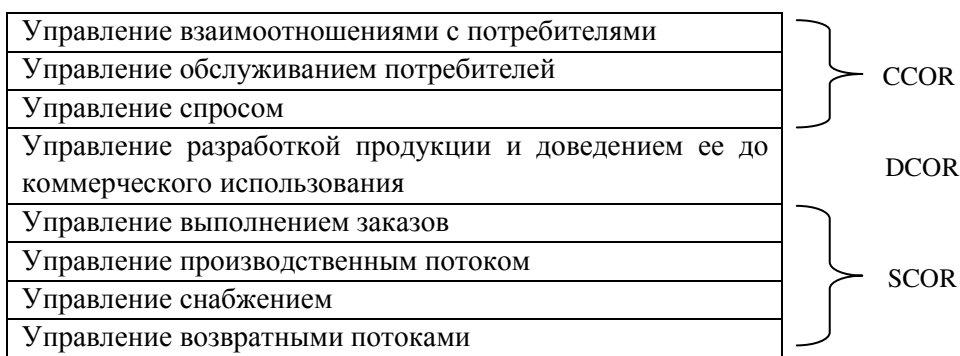 Управление взаимоотношениями с потребителями
Управление обслуживанием потребителей
CCOR
Управление спросом
Управление разработкой продукции и доведением ее до
DCOR
коммерческого использования
Управление выполнением заказов
Управление производственным потоком
SCOR
Управление снабжением
Управление возвратными потоками